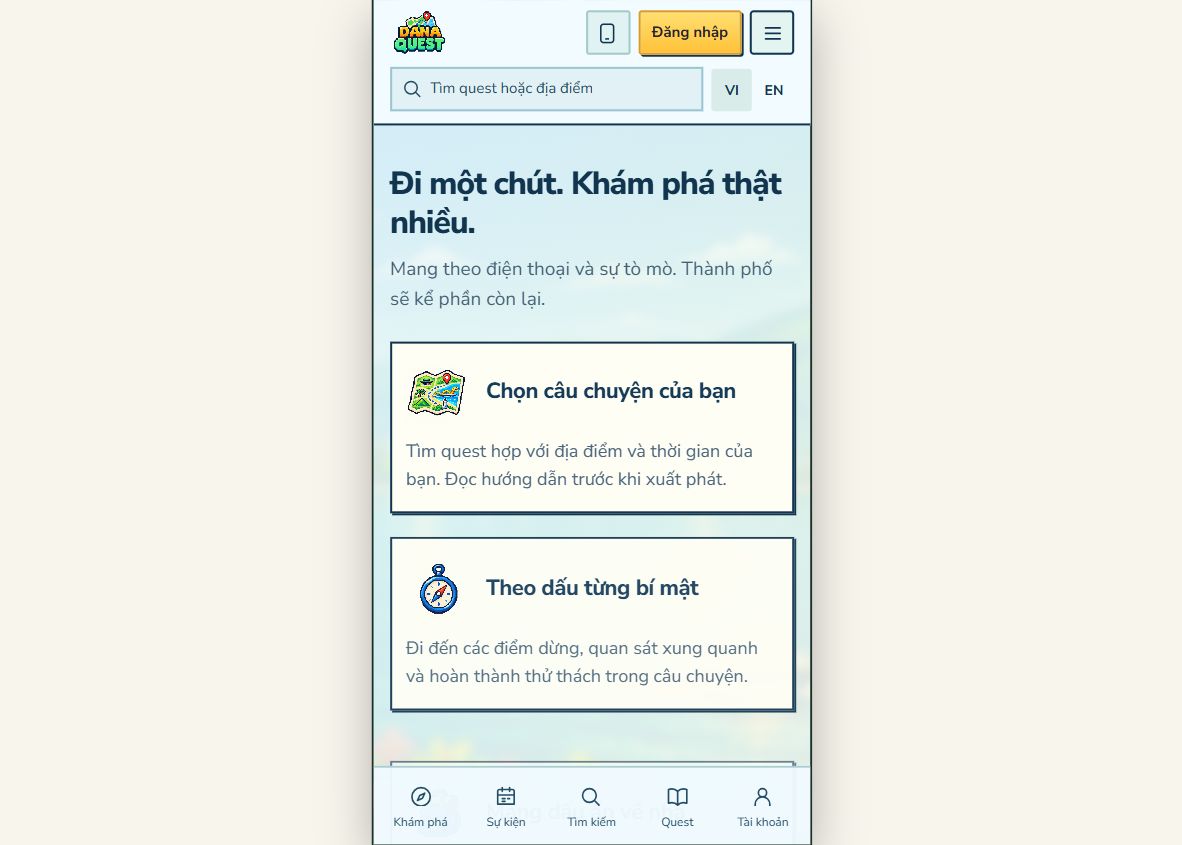 DANA
QUEST
Đăng nhập
Tìm quest hoặc địa điểm
VI
EN
Đi một chút. Khám phá thật
nhiều.
Mang theo điện thoại và sự tò mò. Thành phố
sẽ kể phần còn lại.
Chọn câu chuyện của bạn
Tìm quest hợp với địa điểm và thời gian của
bạn. Đọc hướng dẫn trước khi xuất phát.
Theo dấu từng bí mật
Đi đến các điểm dừng, quan sát xung quanh
và hoàn thành thử thách trong câu chuyện.
Khám phá
Sự kiện
Tìm kiếm
Quest
Tài khoản